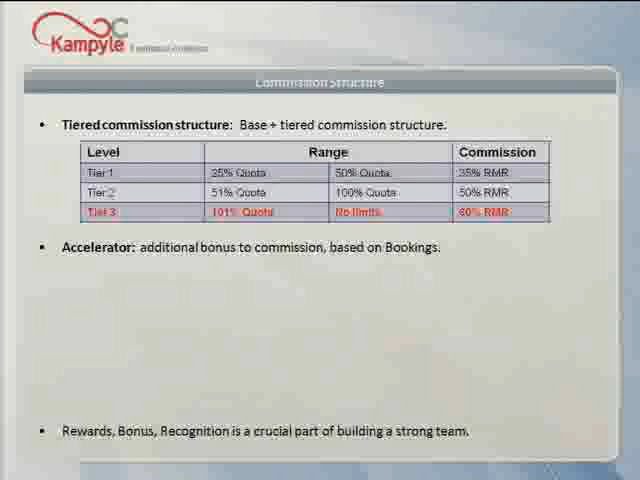 Kampyle
Commission Structure
• Tiered commission structure: Base + tiered commission structure.
Level Range Commission
Tier 1 25% Quota 50% Quota 35% RMR
Tier 2 51% Quota 100% Quota 50% RMR
Tier 3 101% Quota No limits 60% RMR
• Accelerator: additional bonus to commission, based on Bookings.
• Rewards, Bonus, Recognition is a crucial part of building a strong team.